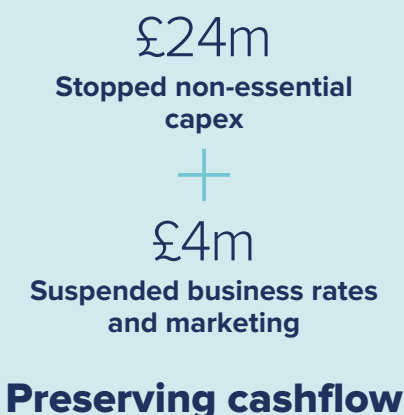 £24m
Stopped non-essential
capex
+
£4m
Suspended business rates
and marketing
Preserving cashflow